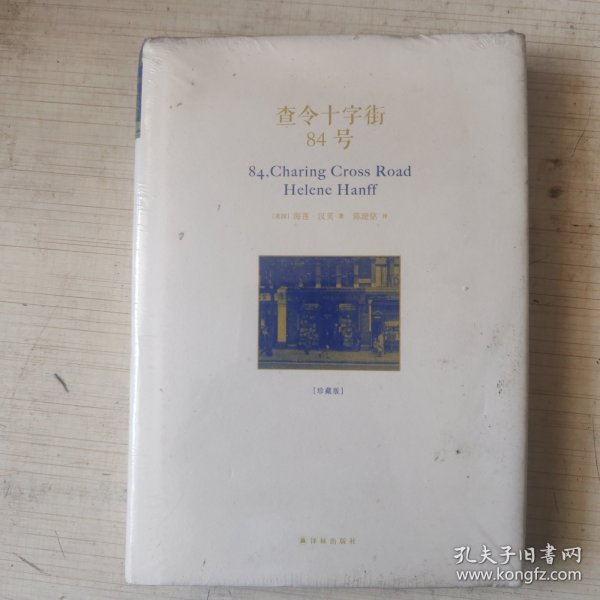 查令十字街
84号
84, Charing Cross Road
Helene Hanff
[美国] 海莲·汉芙 著 陈建铭 译
[珍藏版]
译林出版社
孔夫子旧书网
www.kongfz.com